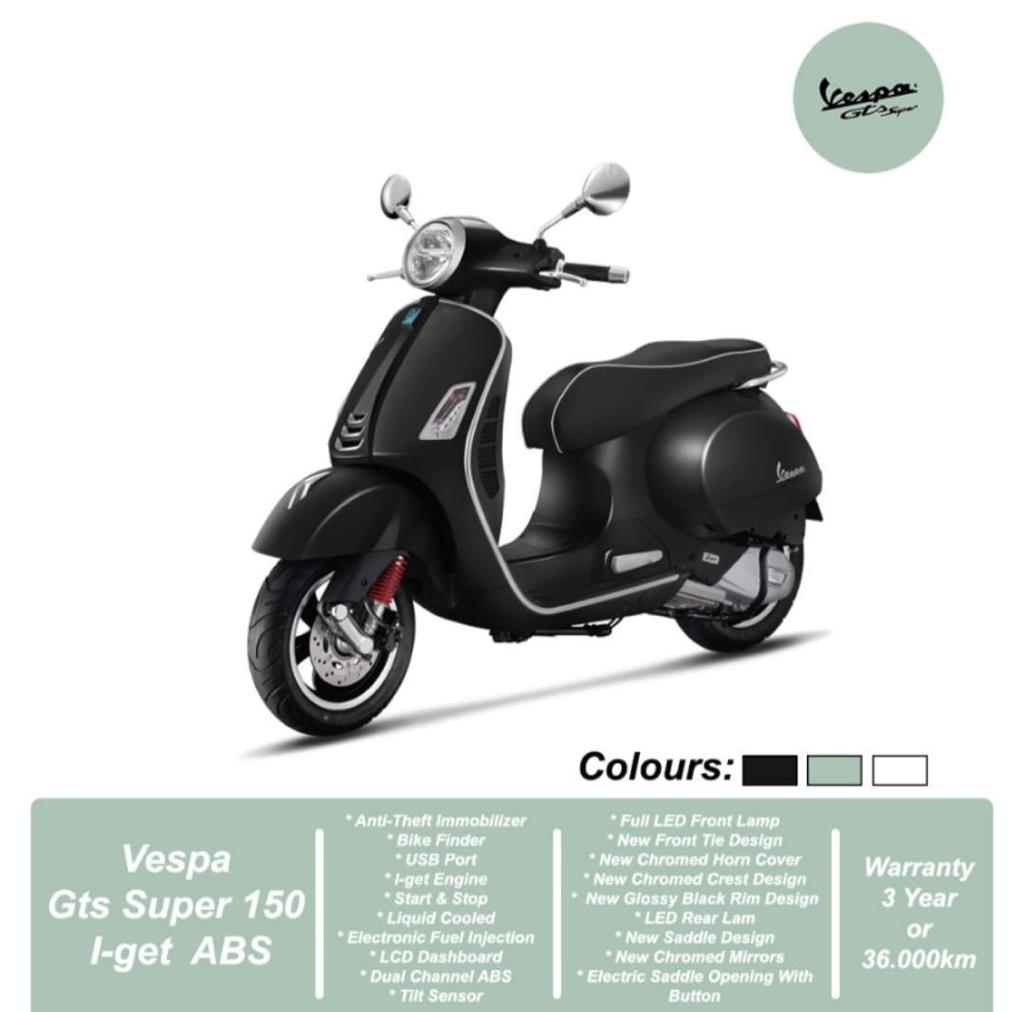 Vespa
GTS Super
Vespa
Colours:
Vespa
Gts Super 150
I-get ABS
* Anti-Theft Immobilizer
* Bike Finder
* USB Port
* I-get Engine
* Start & Stop
* Liquid Cooled
* Electronic Fuel Injection
* LCD Dashboard
* Dual Channel ABS
* Tilt Sensor
* Full LED Front Lamp
* New Front Tie Design
* New Chromed Horn Cover
* New Chromed Crest Design
* New Glossy Black Rim Design
* LED Rear Lam
* New Saddle Design
* New Chromed Mirrors
* Electric Saddle Opening With
Button
Warranty
3 Year
or
36.000km